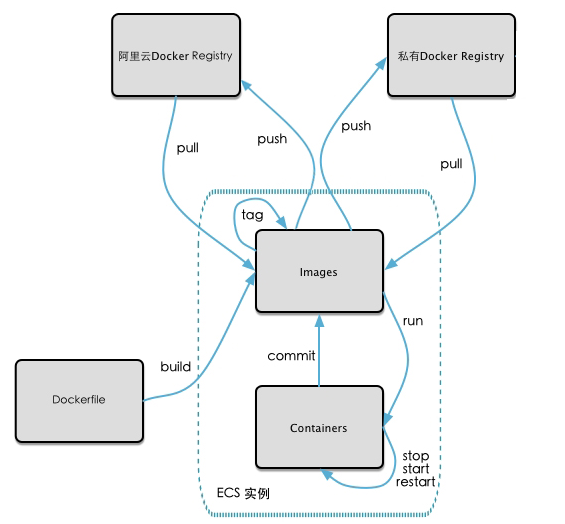 阿里云Docker Registry
私有Docker Registry
push
push
pull
pull
tag
Images
run
commit
build
Dockerfile
Containers
stop
start
restart
ECS 实例